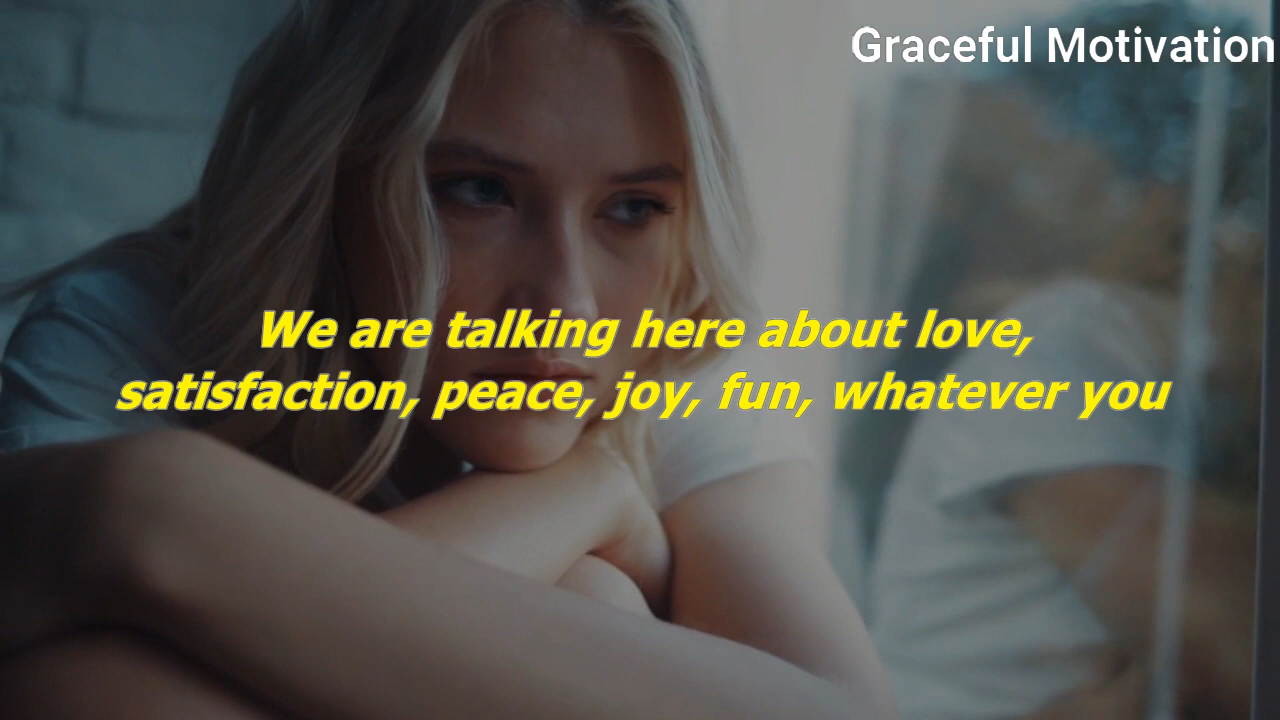 Graceful Motivation
We are talking here about love,
satisfaction, peace, joy, fun, whatever you